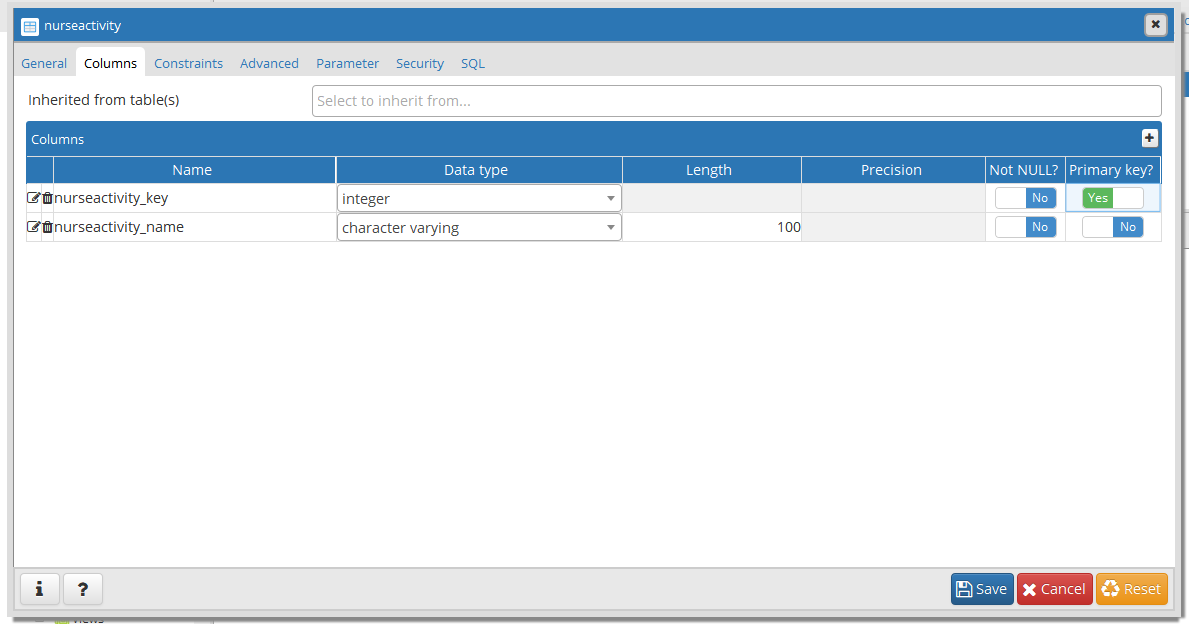 nurseactivity
General Columns Constraints Advanced Parameter Security SQL
Inherited from table(s) Select to inherit from...
Columns
Name Data type Length Precision Not NULL? Primary key?
nurseactivity_key integer No Yes
nurseactivity_name character varying 100 No No
i ? Save Cancel Reset